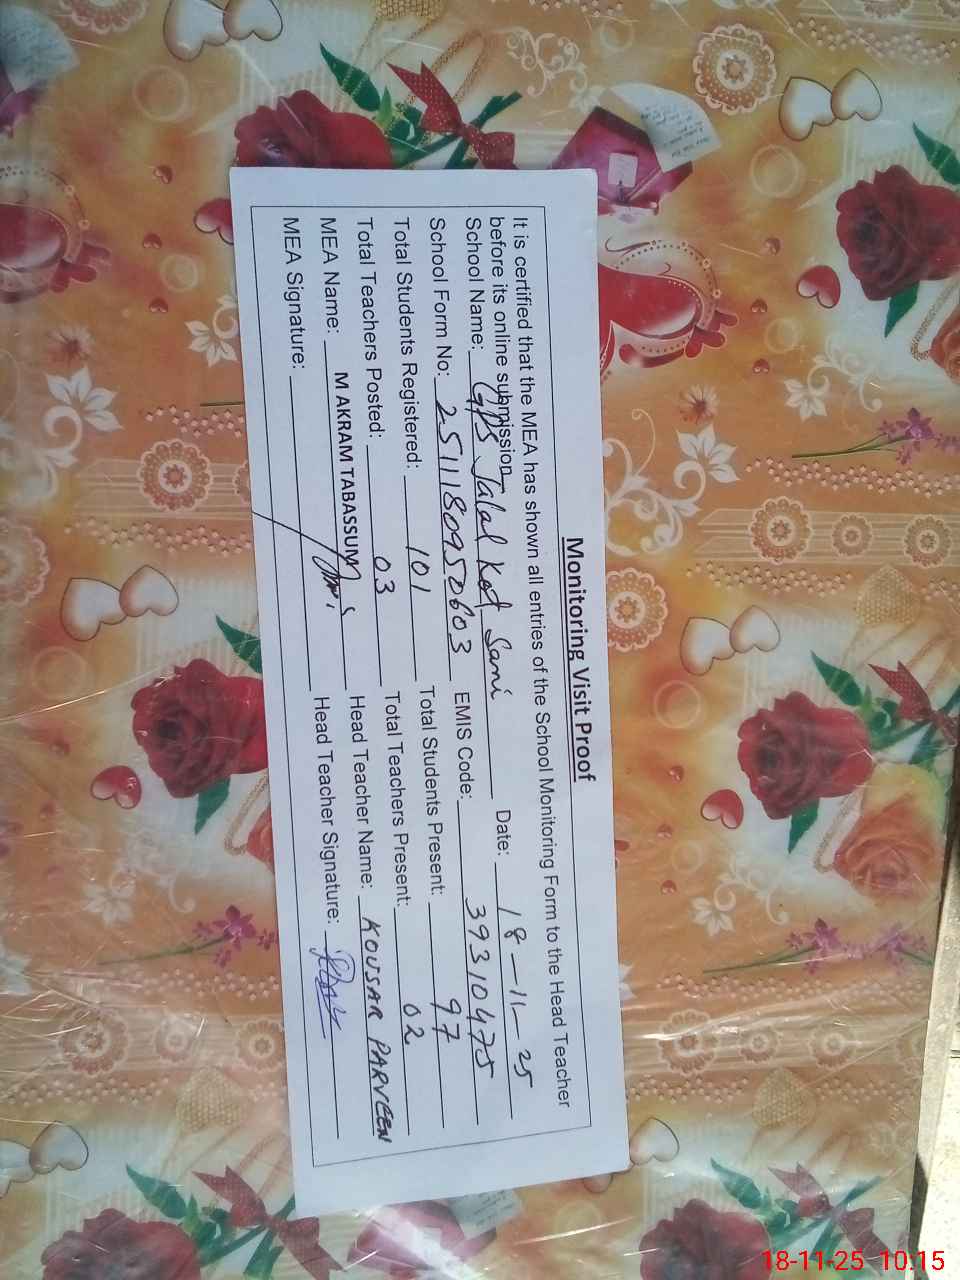 Monitoring Visit Proof
It is certified that the MEA has shown all entries of the School Monitoring Form to the Head Teacher
before its online submission
School Name: GPS Jalal Kot Sani Date: 18-11-25
School Form No: 2511180950603 EMIS Code: 39310475
Total Students Registered: 101 Total Students Present: 97
Total Teachers Posted: 03 Total Teachers Present: 02
MEA Name: M AKRAM TABASSUM Head Teacher Name: KOUSAR PARVEEN
MEA Signature: Head Teacher Signature:
18-11-25 10:15